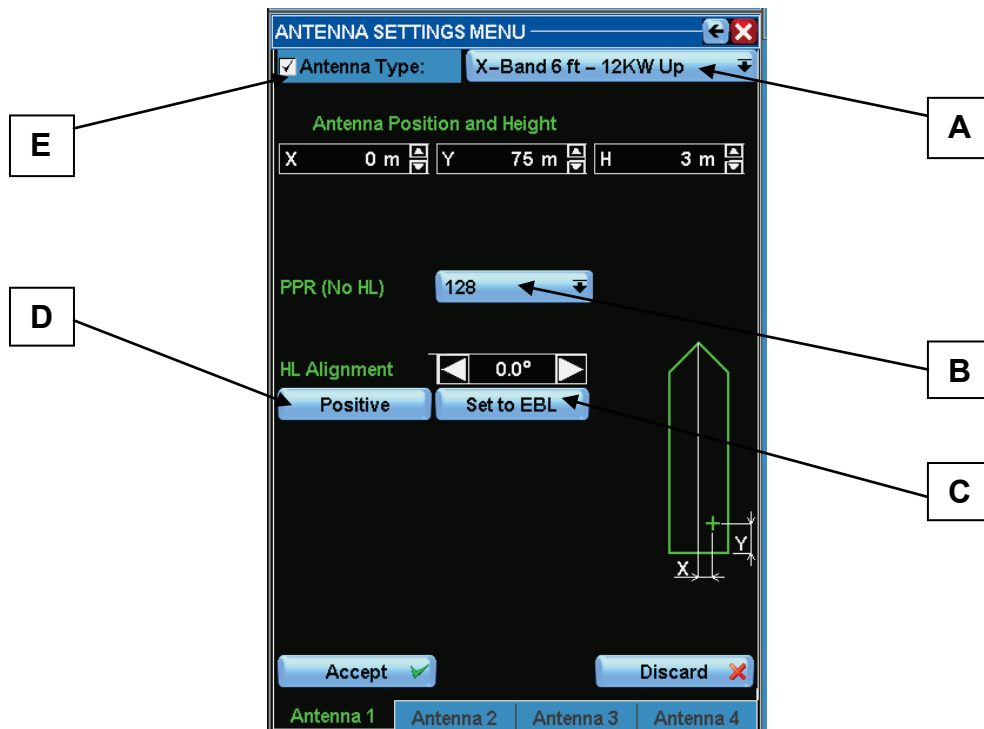 ANTENNA SETTINGS MENU
Antenna Type: X–Band 6 ft – 12KW Up
A
E
Antenna Position and Height
X 0 m Y 75 m H 3 m
PPR (No HL) 128
D
HL Alignment 0.0°
B
Positive Set to EBL
C
Y
X
Accept Discard
Antenna 1 Antenna 2 Antenna 3 Antenna 4